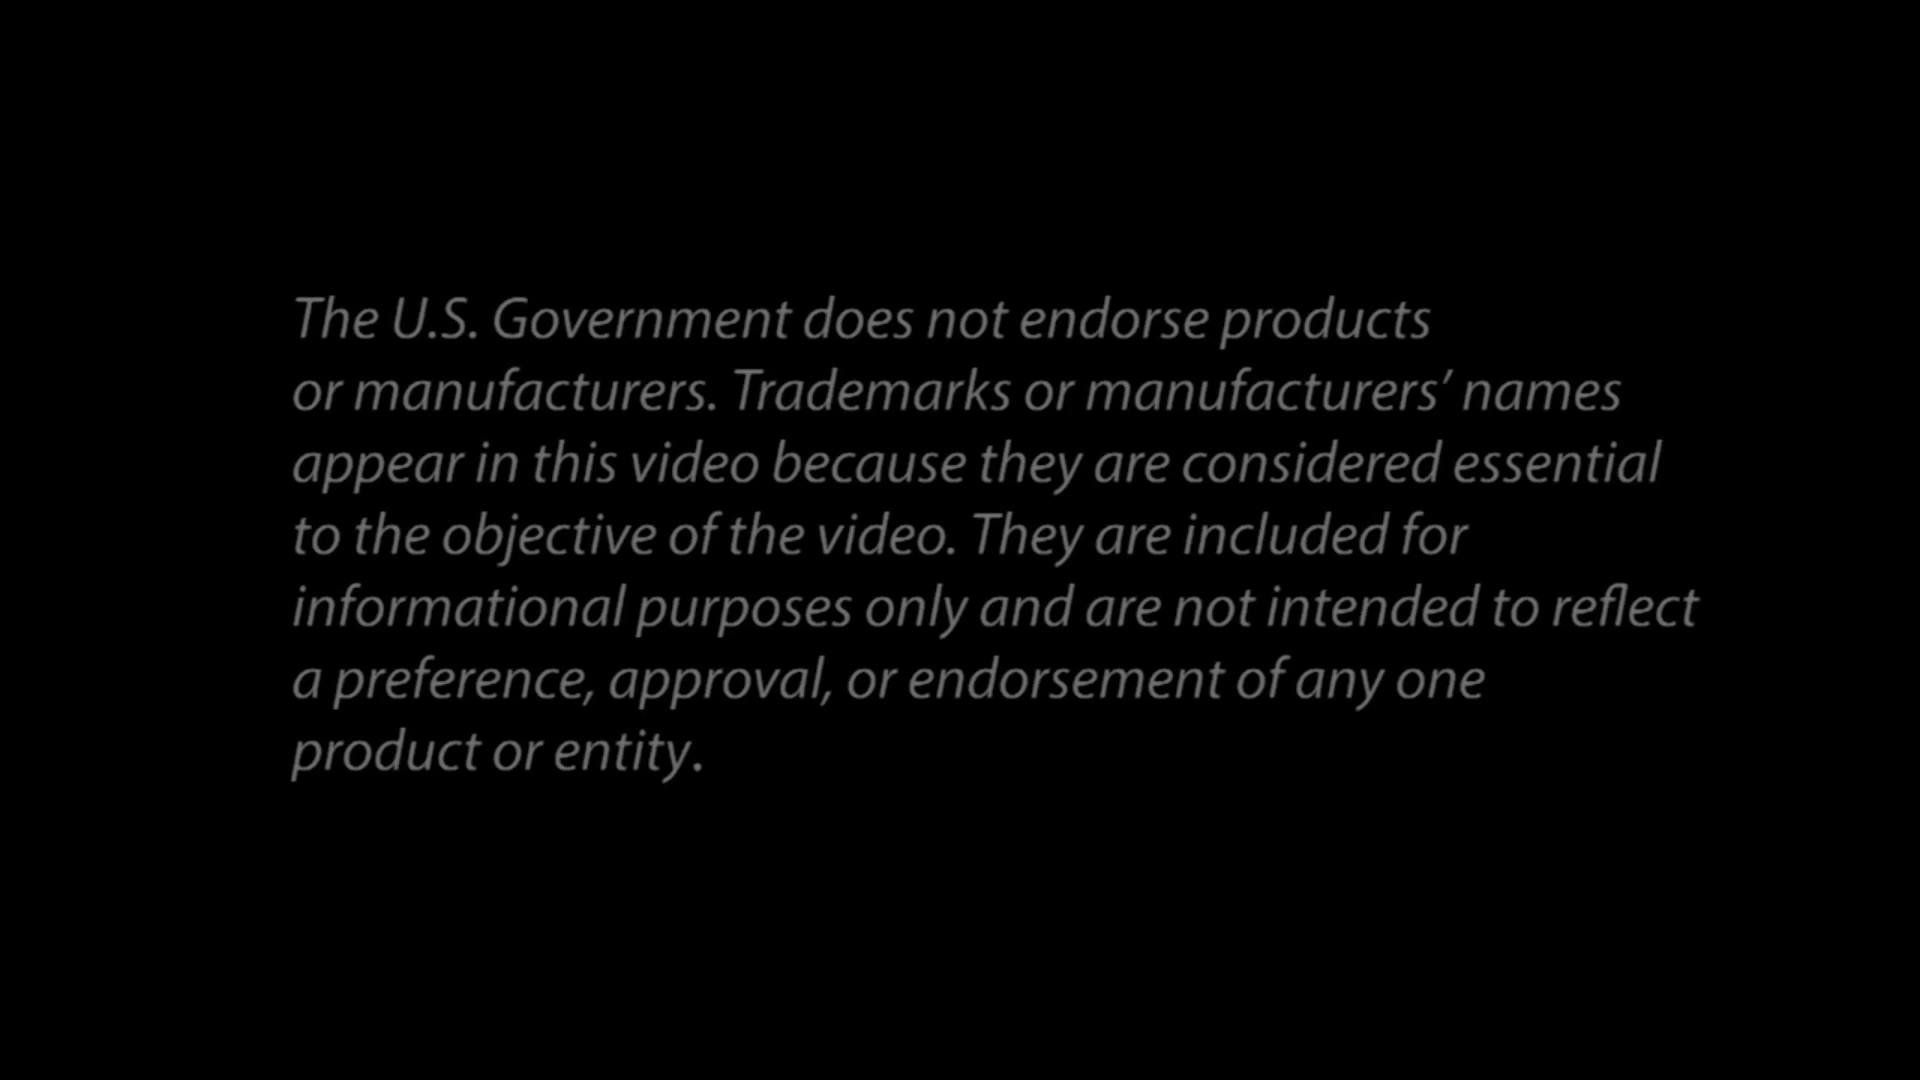 The U.S. Government does not endorse products
or manufacturers. Trademarks or manufacturers’ names
appear in this video because they are considered essential
to the objective of the video. They are included for
informational purposes only and are not intended to reflect
a preference, approval, or endorsement of any one
product or entity.